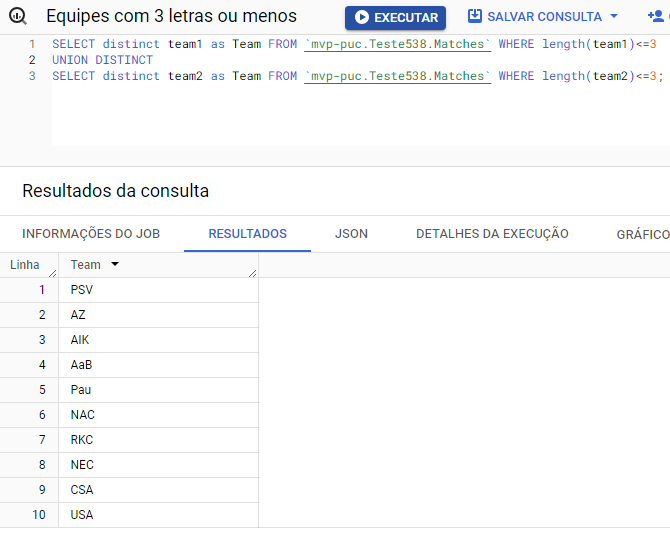 Equipes com 3 letras ou menos
EXECUTAR
SALVAR CONSULTA
1 SELECT distinct team1 as Team FROM `mvp-puc.Teste538.Matches` WHERE length(team1)<=3
2 UNION DISTINCT
3 SELECT distinct team2 as Team FROM `mvp-puc.Teste538.Matches` WHERE length(team2)<=3;
Resultados da consulta
INFORMAÇÕES DO JOB RESULTADOS JSON DETALHES DA EXECUÇÃO GRÁFICO
Linha Team
1 PSV
2 AZ
3 AIK
4 AaB
5 Pau
6 NAC
7 RKC
8 NEC
9 CSA
10 USA